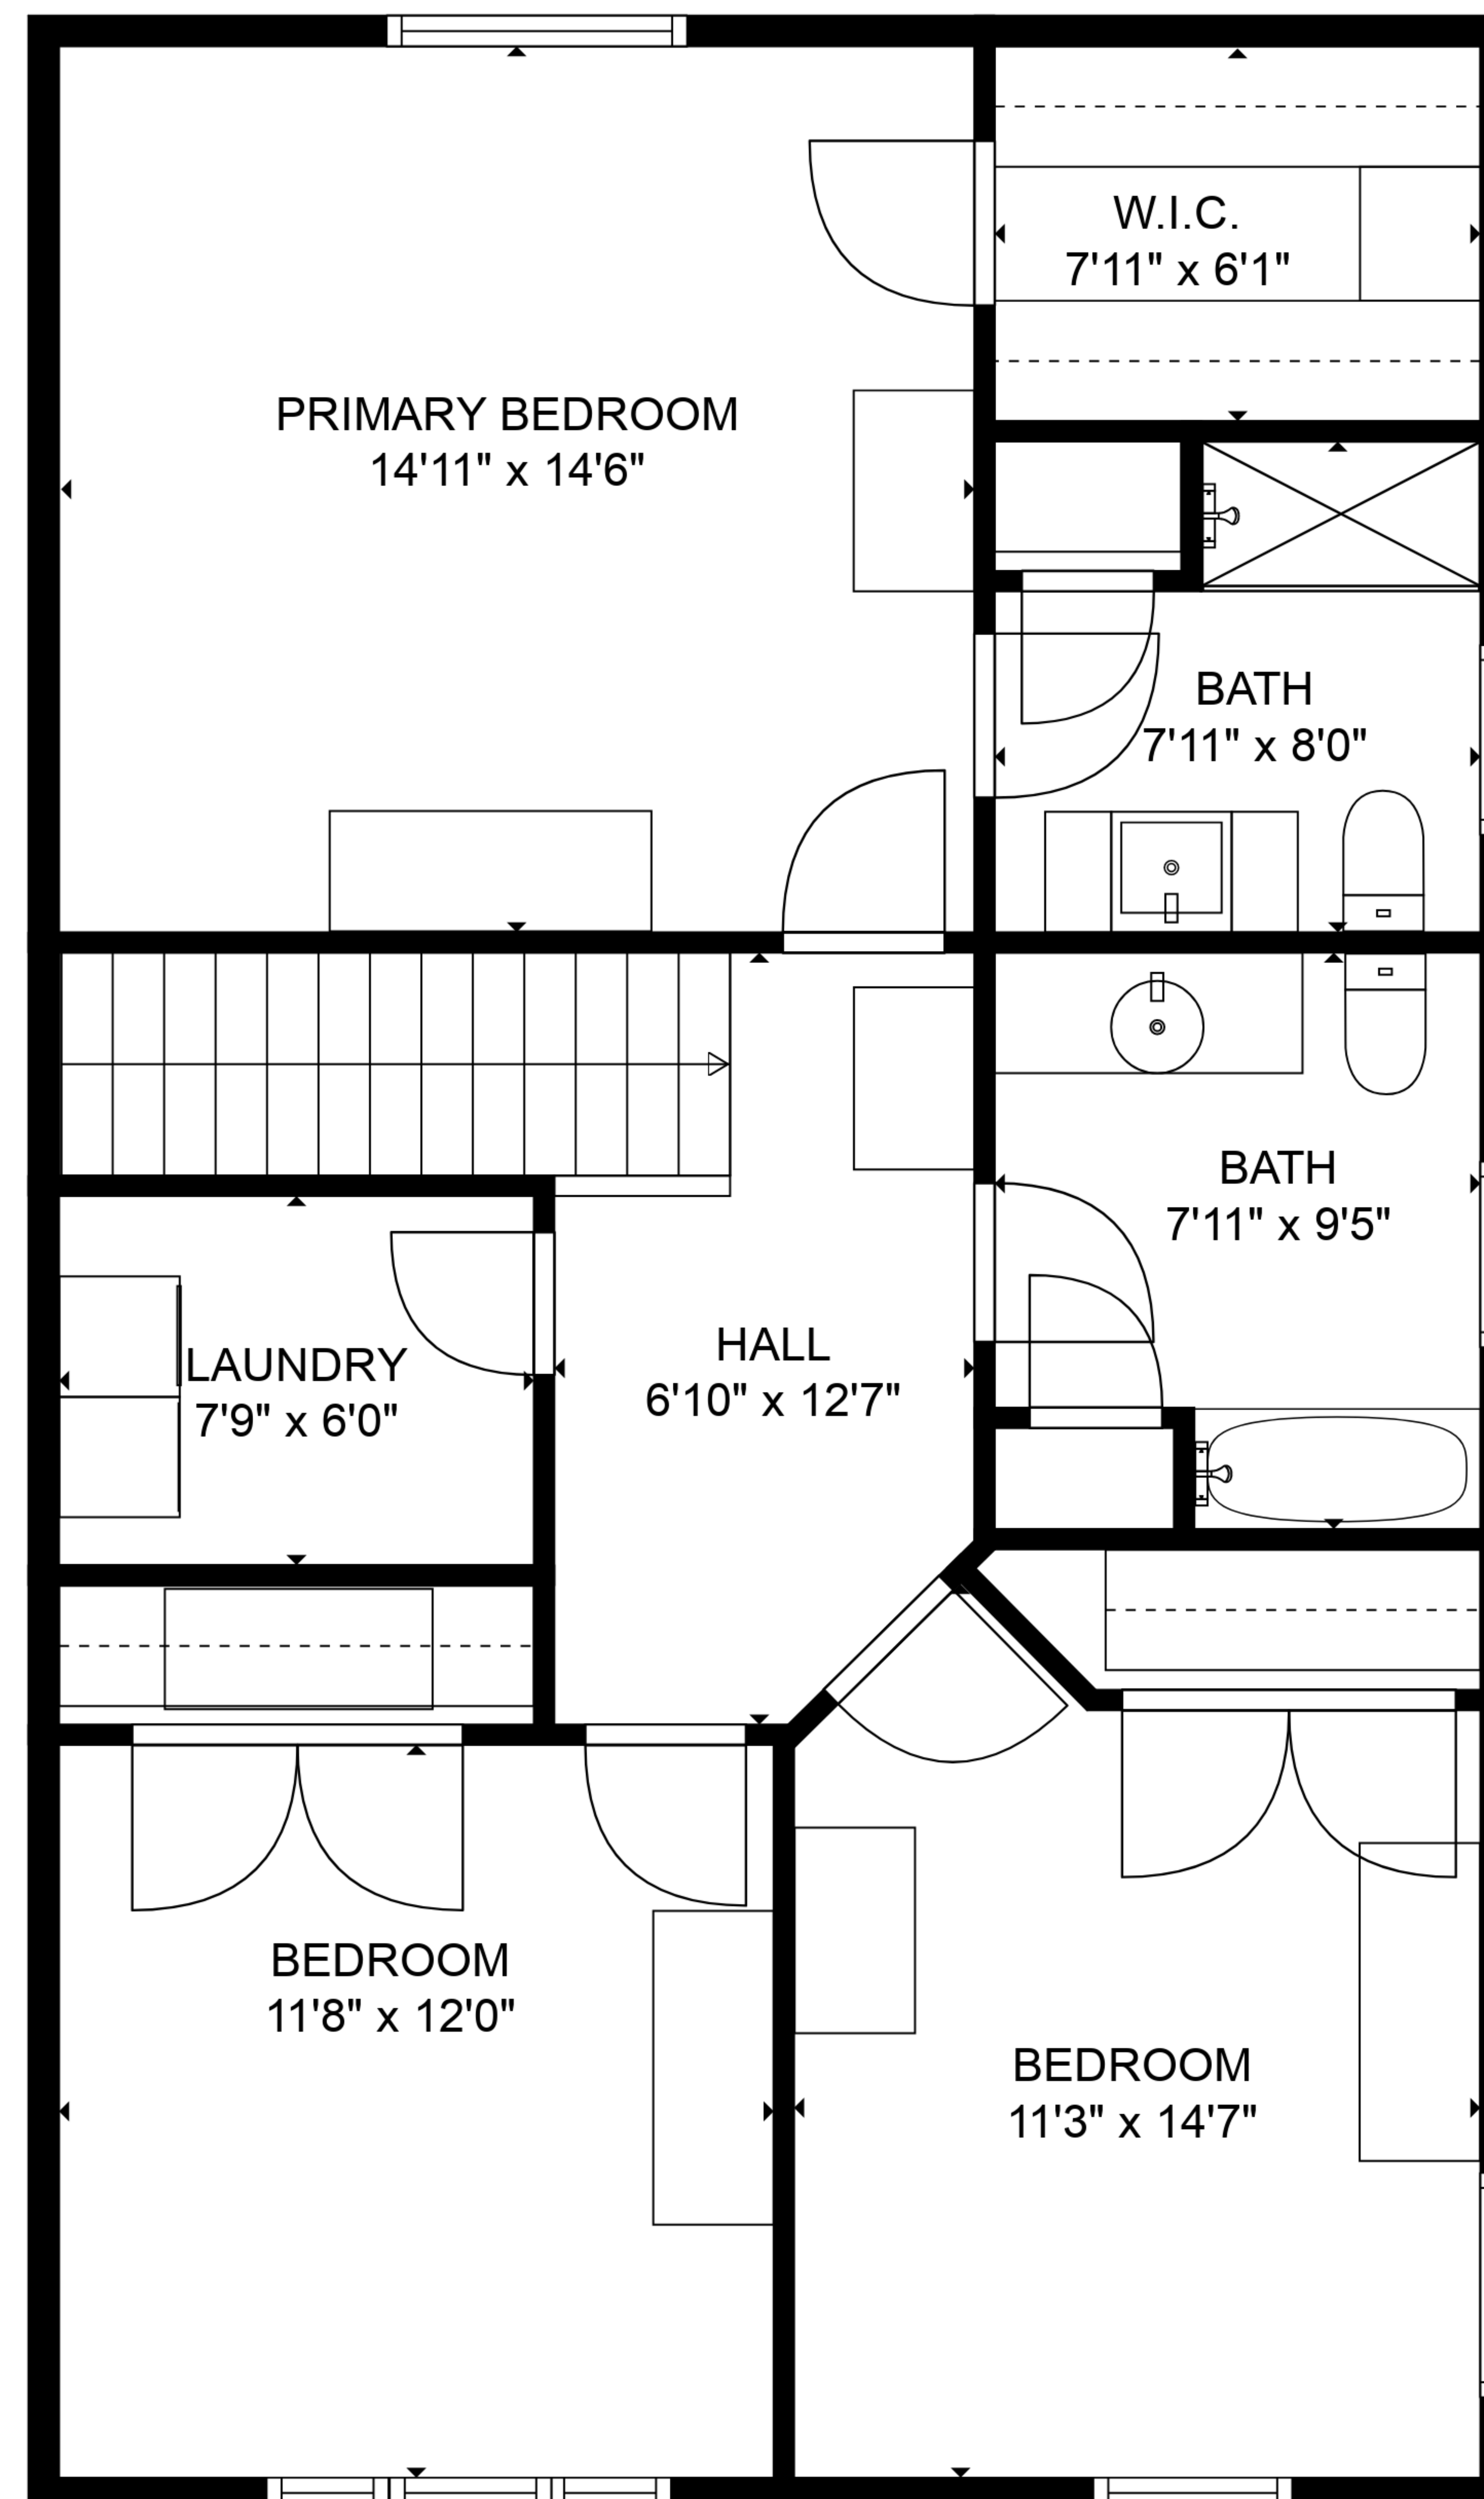 W.I.C.
7'11" x 6'1"
PRIMARY BEDROOM
14'11" x 14'6"
BATH
7'11" x 8'0"
BATH
7'11" x 9'5"
LAUNDRY
7'9" x 6'0"
HALL
6'10" x 12'7"
BEDROOM
11'8" x 12'0"
BEDROOM
11'3" x 14'7"